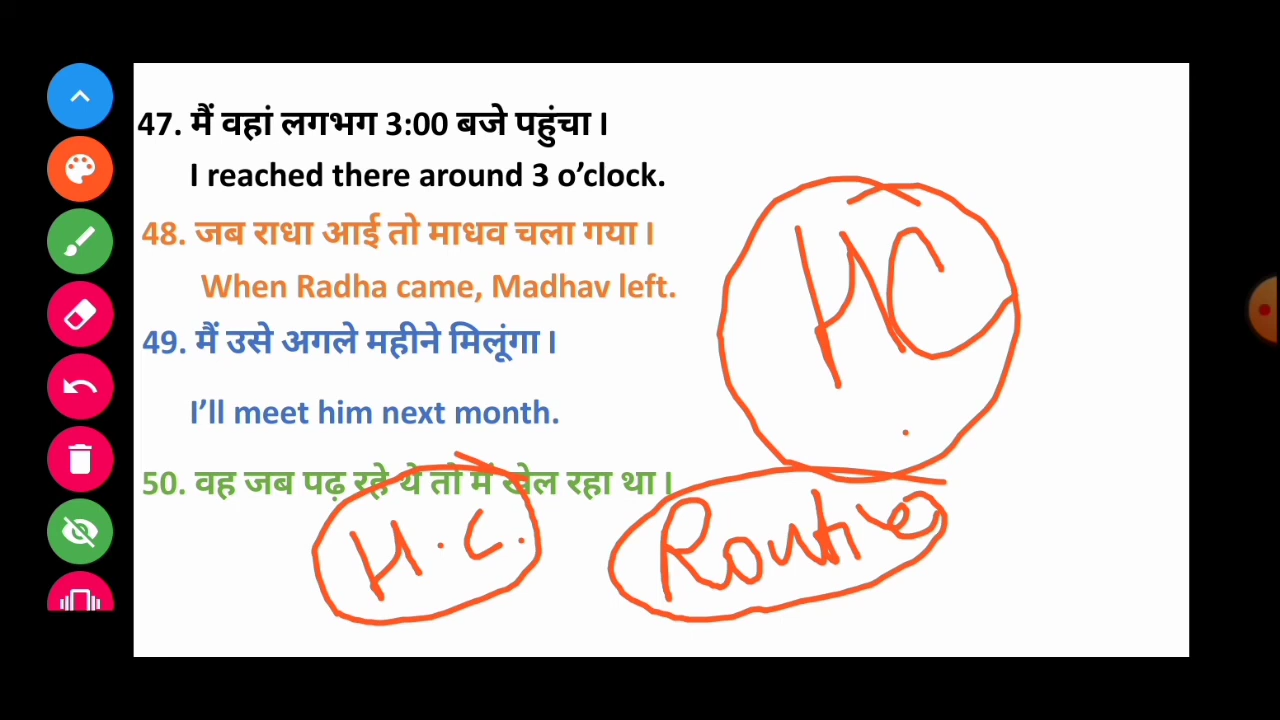 47. मैं वहां लगभग 3:00 बजे पहुंचा ।
I reached there around 3 o’clock.
48. जब राधा आई तो माधव चला गया ।
When Radha came, Madhav left.
49. मैं उसे अगले महीने मिलूंगा ।
I’ll meet him next month.
50. वह जब पढ़ रहे थे तो मैं खेल रहा था ।
HC
H.C.